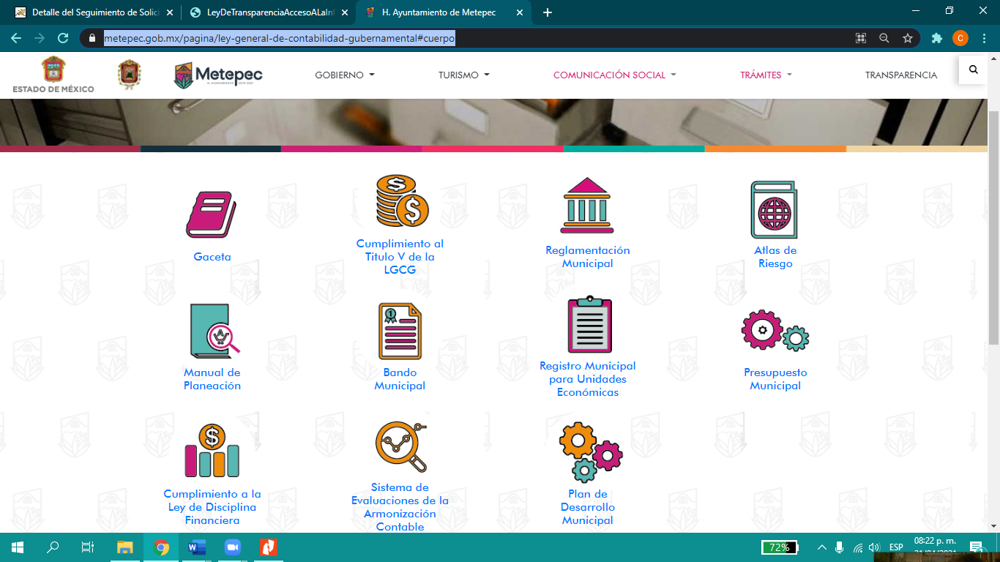 Detalle del Seguimiento de Solici
LeyDeTransparenciaAccesoALaInf
H. Ayuntamiento de Metepec
metepec.gob.mx/pagina/ley-general-de-contabilidad-gubernamental#cuerpo
C
ESTADO DE MÉXICO
Metepec
GOBIERNO
TURISMO
COMUNICACIÓN SOCIAL
TRÁMITES
TRANSPARENCIA
Gaceta
Cumplimiento al
Titulo V de la
LGCG
Reglamentación
Municipal
Atlas de
Riesgo
Manual de
Planeación
Bando
Municipal
Registro Municipal
para Unidades
Económicas
Presupuesto
Municipal
Cumplimiento a la
Ley de Disciplina
Financiera
Sistema de
Evaluaciones de la
Armonización
Contable
Plan de
Desarrollo
Municipal
72%
ESP
08:22 p. m.